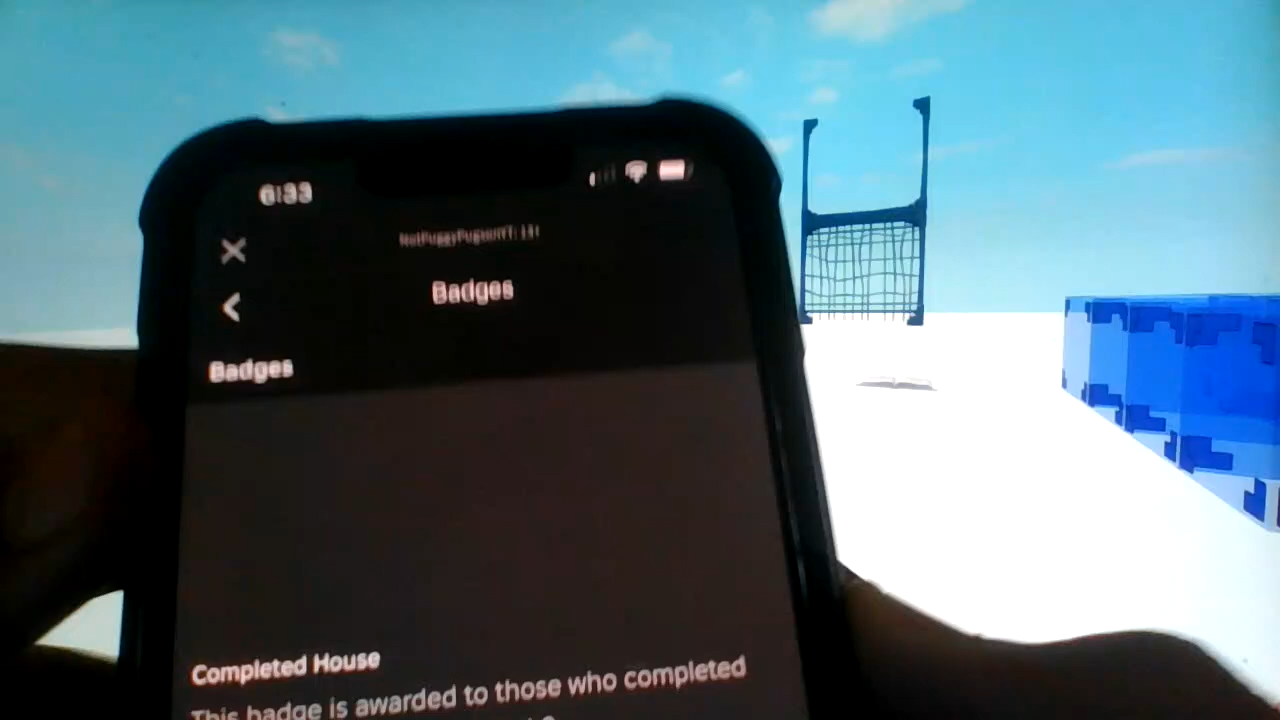 6:33
Badges
Badges
Completed House
This badge is awarded to those who completed